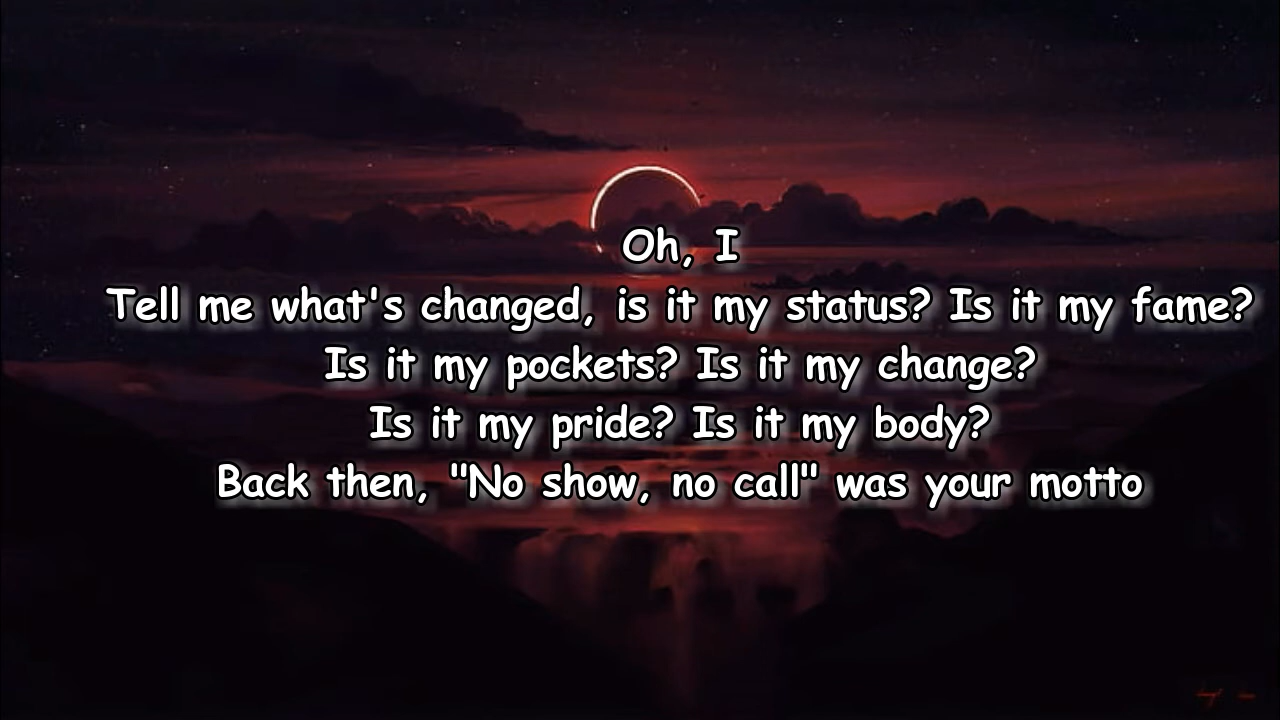 Oh, I
Tell me what's changed, is it my status? Is it my fame?
Is it my pockets? Is it my change?
Is it my pride? Is it my body?
Back then, "No show, no call" was your motto